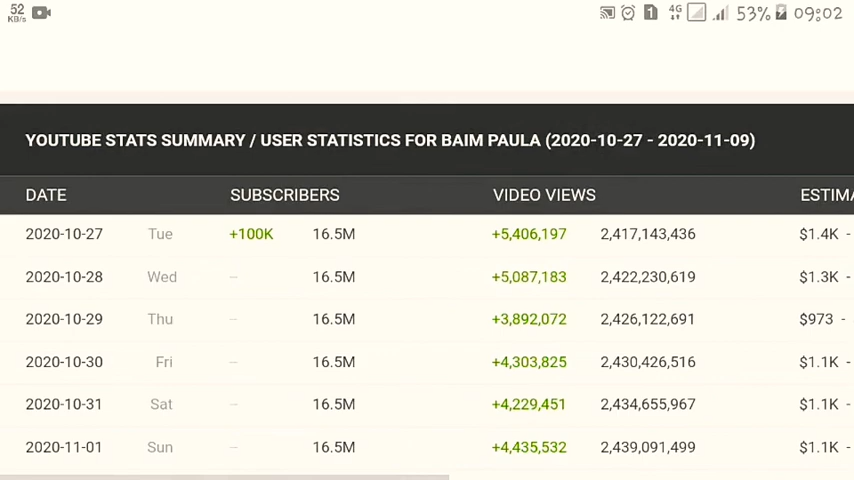 52
KB/s
1 4G 53% 09:02
YOUTUBE STATS SUMMARY / USER STATISTICS FOR BAIM PAULA (2020-10-27 - 2020-11-09)
DATE SUBSCRIBERS VIDEO VIEWS ESTIMA
2020-10-27 Tue +100K 16.5M +5,406,197 2,417,143,436 $1.4K -
2020-10-28 Wed -- 16.5M +5,087,183 2,422,230,619 $1.3K -
2020-10-29 Thu -- 16.5M +3,892,072 2,426,122,691 $973 -
2020-10-30 Fri -- 16.5M +4,303,825 2,430,426,516 $1.1K -
2020-10-31 Sat -- 16.5M +4,229,451 2,434,655,967 $1.1K -
2020-11-01 Sun -- 16.5M +4,435,532 2,439,091,499 $1.1K -